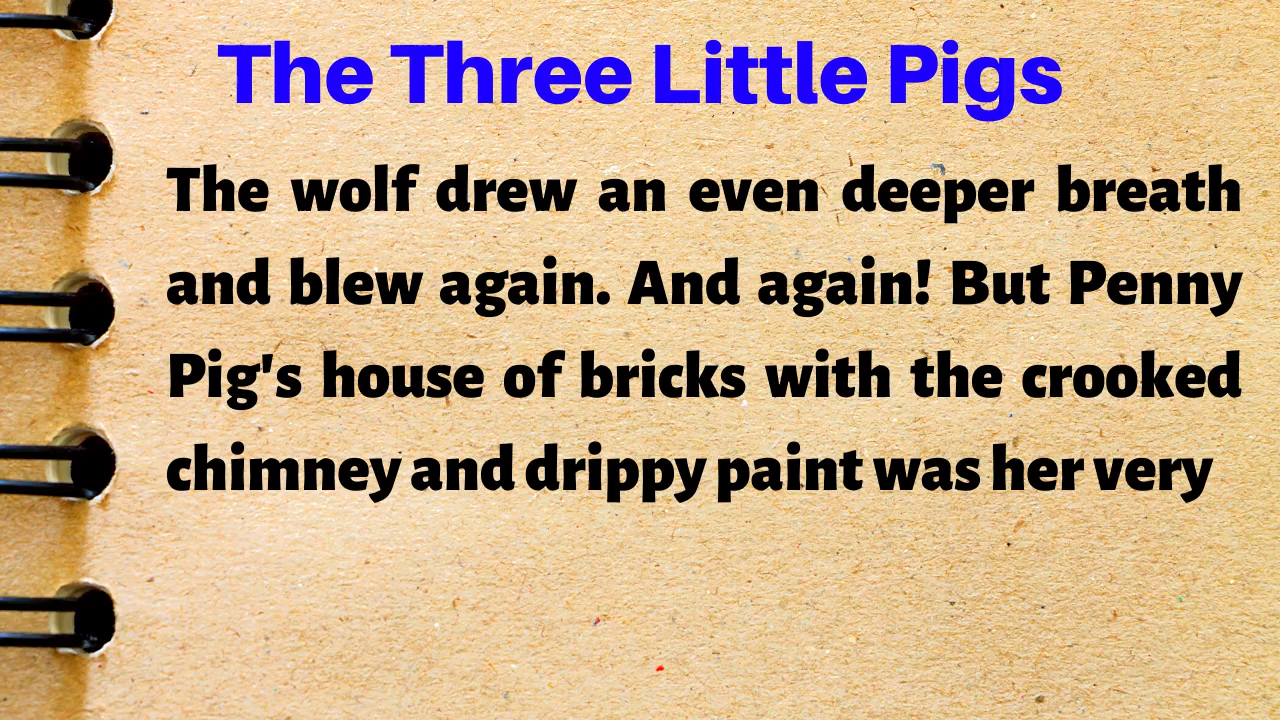 The Three Little Pigs
The wolf drew an even deeper breath
and blew again. And again! But Penny
Pig's house of bricks with the crooked
chimney and drippy paint was her very